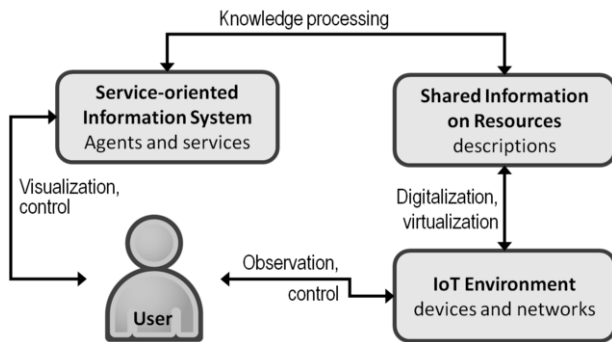 Knowledge processing
Service-oriented
Information System
Agents and services
Shared Information
on Resources
descriptions
Visualization,
control
Digitalization,
virtualization
Observation,
control
User
IoT Environment
devices and networks